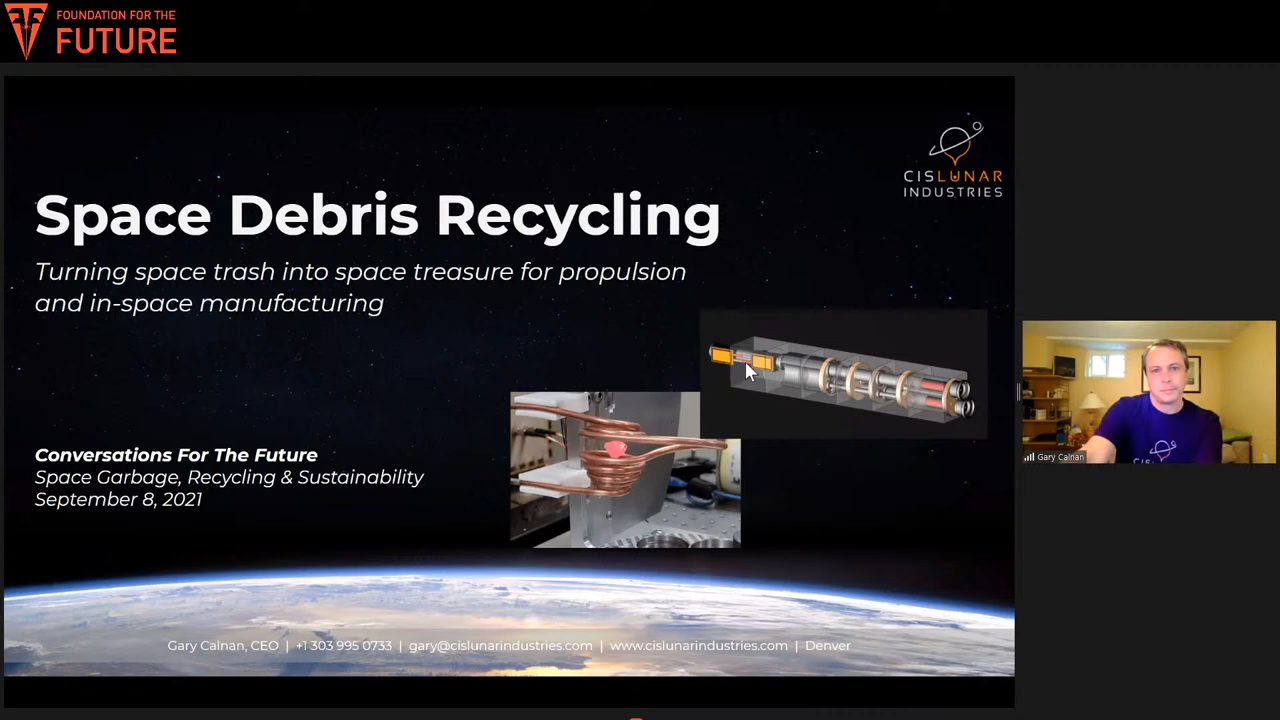 FOUNDATION FOR THE
FUTURE
CISLUNAR
INDUSTRIES
Space Debris Recycling
Turning space trash into space treasure for propulsion
and in-space manufacturing
Conversations For The Future
Space Garbage, Recycling & Sustainability
September 8, 2021
Gary Calnan
Gary Calnan, CEO | +1 303 995 0733 | gary@cislunarindustries.com | www.cislunarindustries.com | Denver